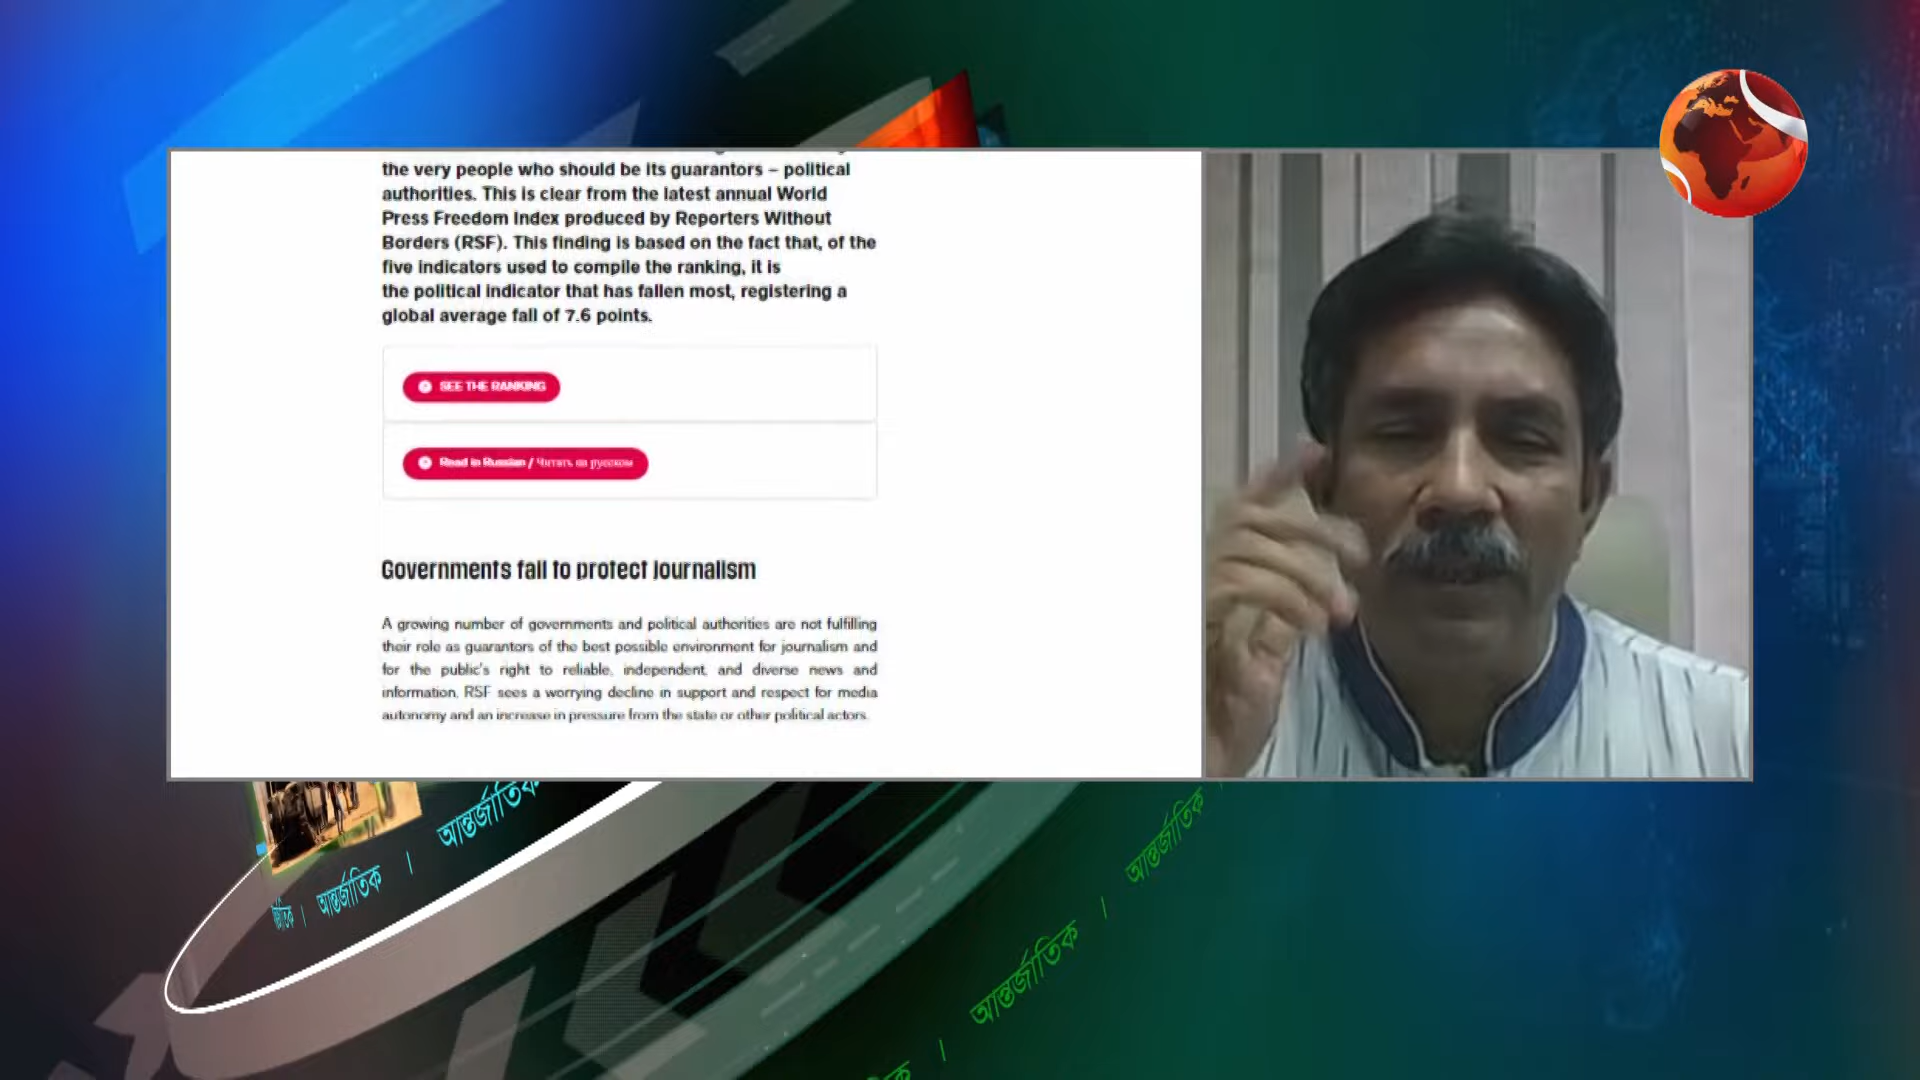 the very people who should be its guarantors – political
authorities. This is clear from the latest annual World
Press Freedom Index produced by Reporters Without
Borders (RSF). This finding is based on the fact that, of the
five indicators used to compile the ranking, it is
the political indicator that has fallen most, registering a
global average fall of 7.6 points.
SEE THE RANKING
Read in Russian / Читать на русском
Governments fail to protect journalism
A growing number of governments and political authorities are not fulfilling
their role as guarantors of the best possible environment for journalism and
for the public's right to reliable, independent, and diverse news and
information. RSF sees a worrying decline in support and respect for media
autonomy and an increase in pressure from the state or other political actors.
আন্তর্জাতিক
। আন্তর্জাতিক ।
আন্তর্জাতিক
। আন্তর্জাতিক ।